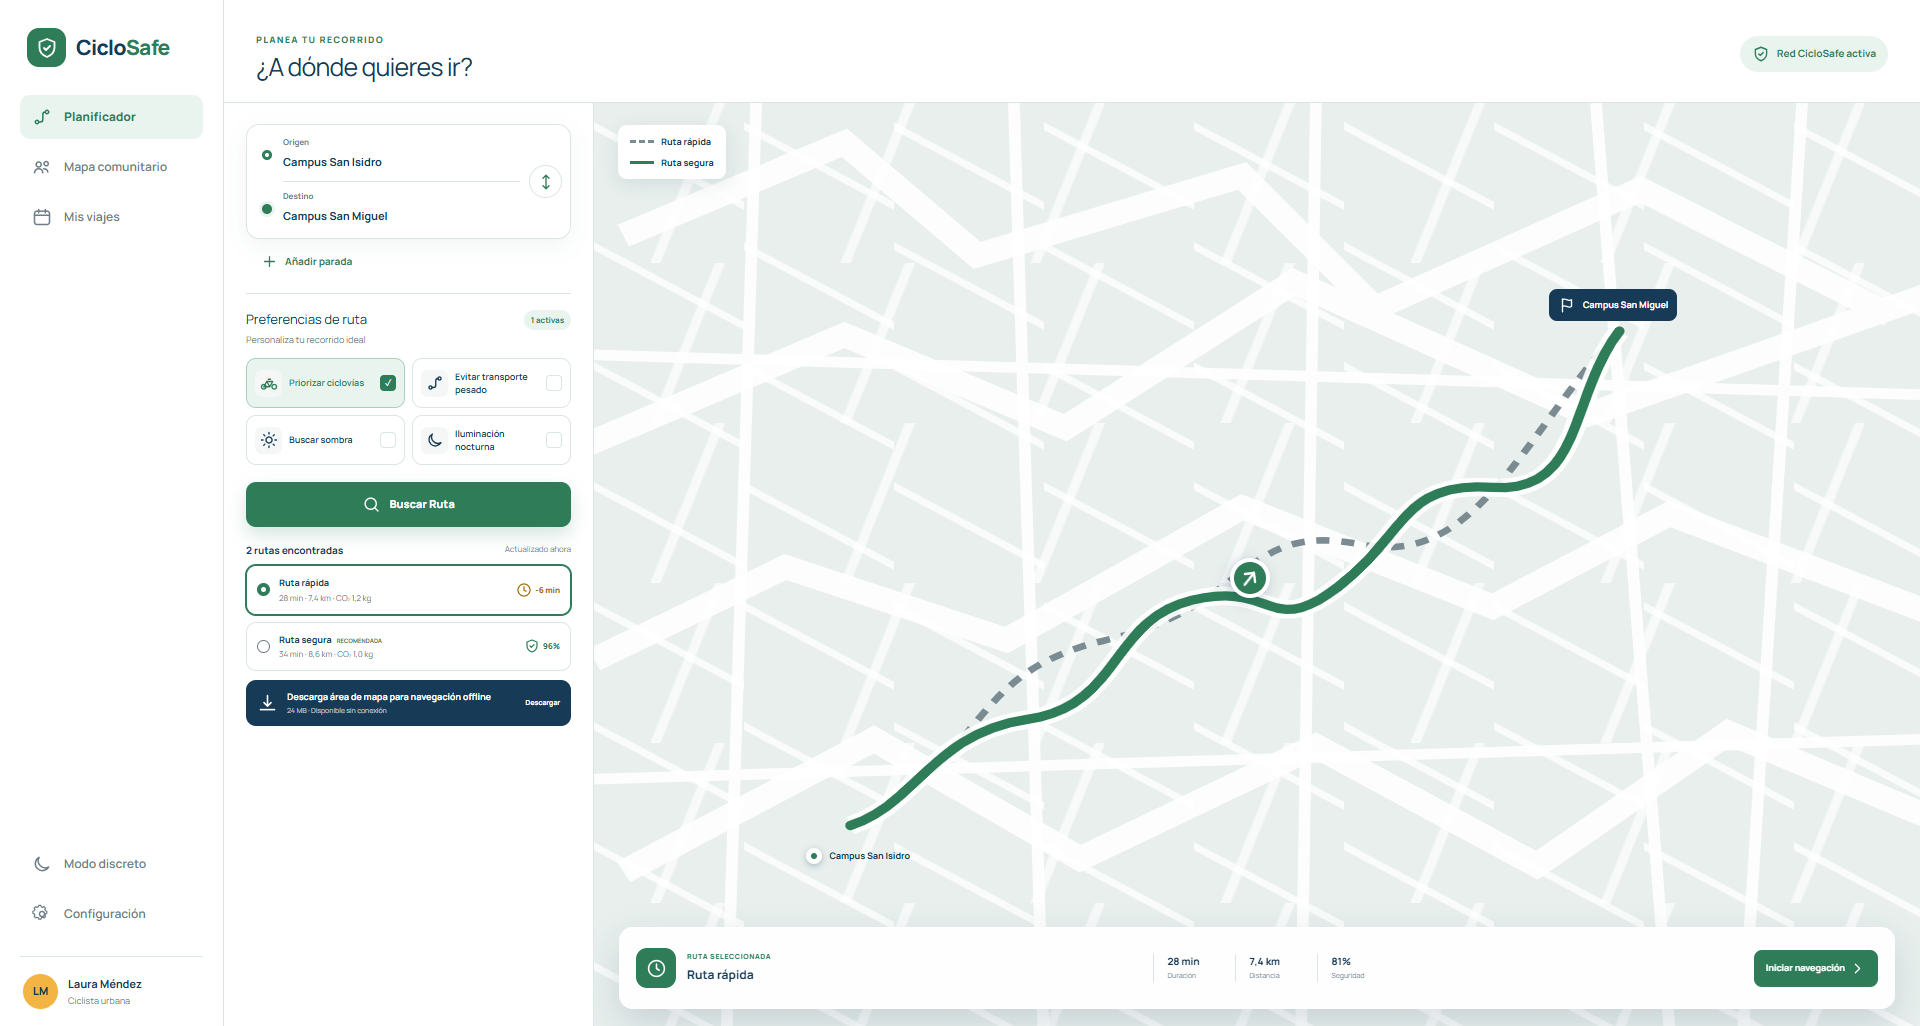 CicloSafe
Planificador
Mapa comunitario
Mis viajes
Modo discreto
Configuración
LM
Laura Méndez
Ciclista urbana
PLANEA TU RECORRIDO
¿A dónde quieres ir?
Red CicloSafe activa
Origen
Campus San Isidro
Destino
Campus San Miguel
Añadir parada
Preferencias de ruta
1 activas
Personaliza tu recorrido ideal
Priorizar ciclovías
Evitar transporte
pesado
Buscar sombra
Iluminación
nocturna
Buscar Ruta
2 rutas encontradas
Actualizado ahora
Ruta rápida
28 min · 7,4 km · CO₂ 1,2 kg
-6 min
Ruta segura RECOMENDADA
34 min · 8,6 km · CO₂ 1,0 kg
96%
Descarga área de mapa para navegación offline
24 MB · Disponible sin conexión
Descargar
Ruta rápida
Ruta segura
Campus San Miguel
Campus San Isidro
RUTA SELECCIONADA
Ruta rápida
28 min
Duración
7,4 km
Distancia
81%
Seguridad
Iniciar navegación